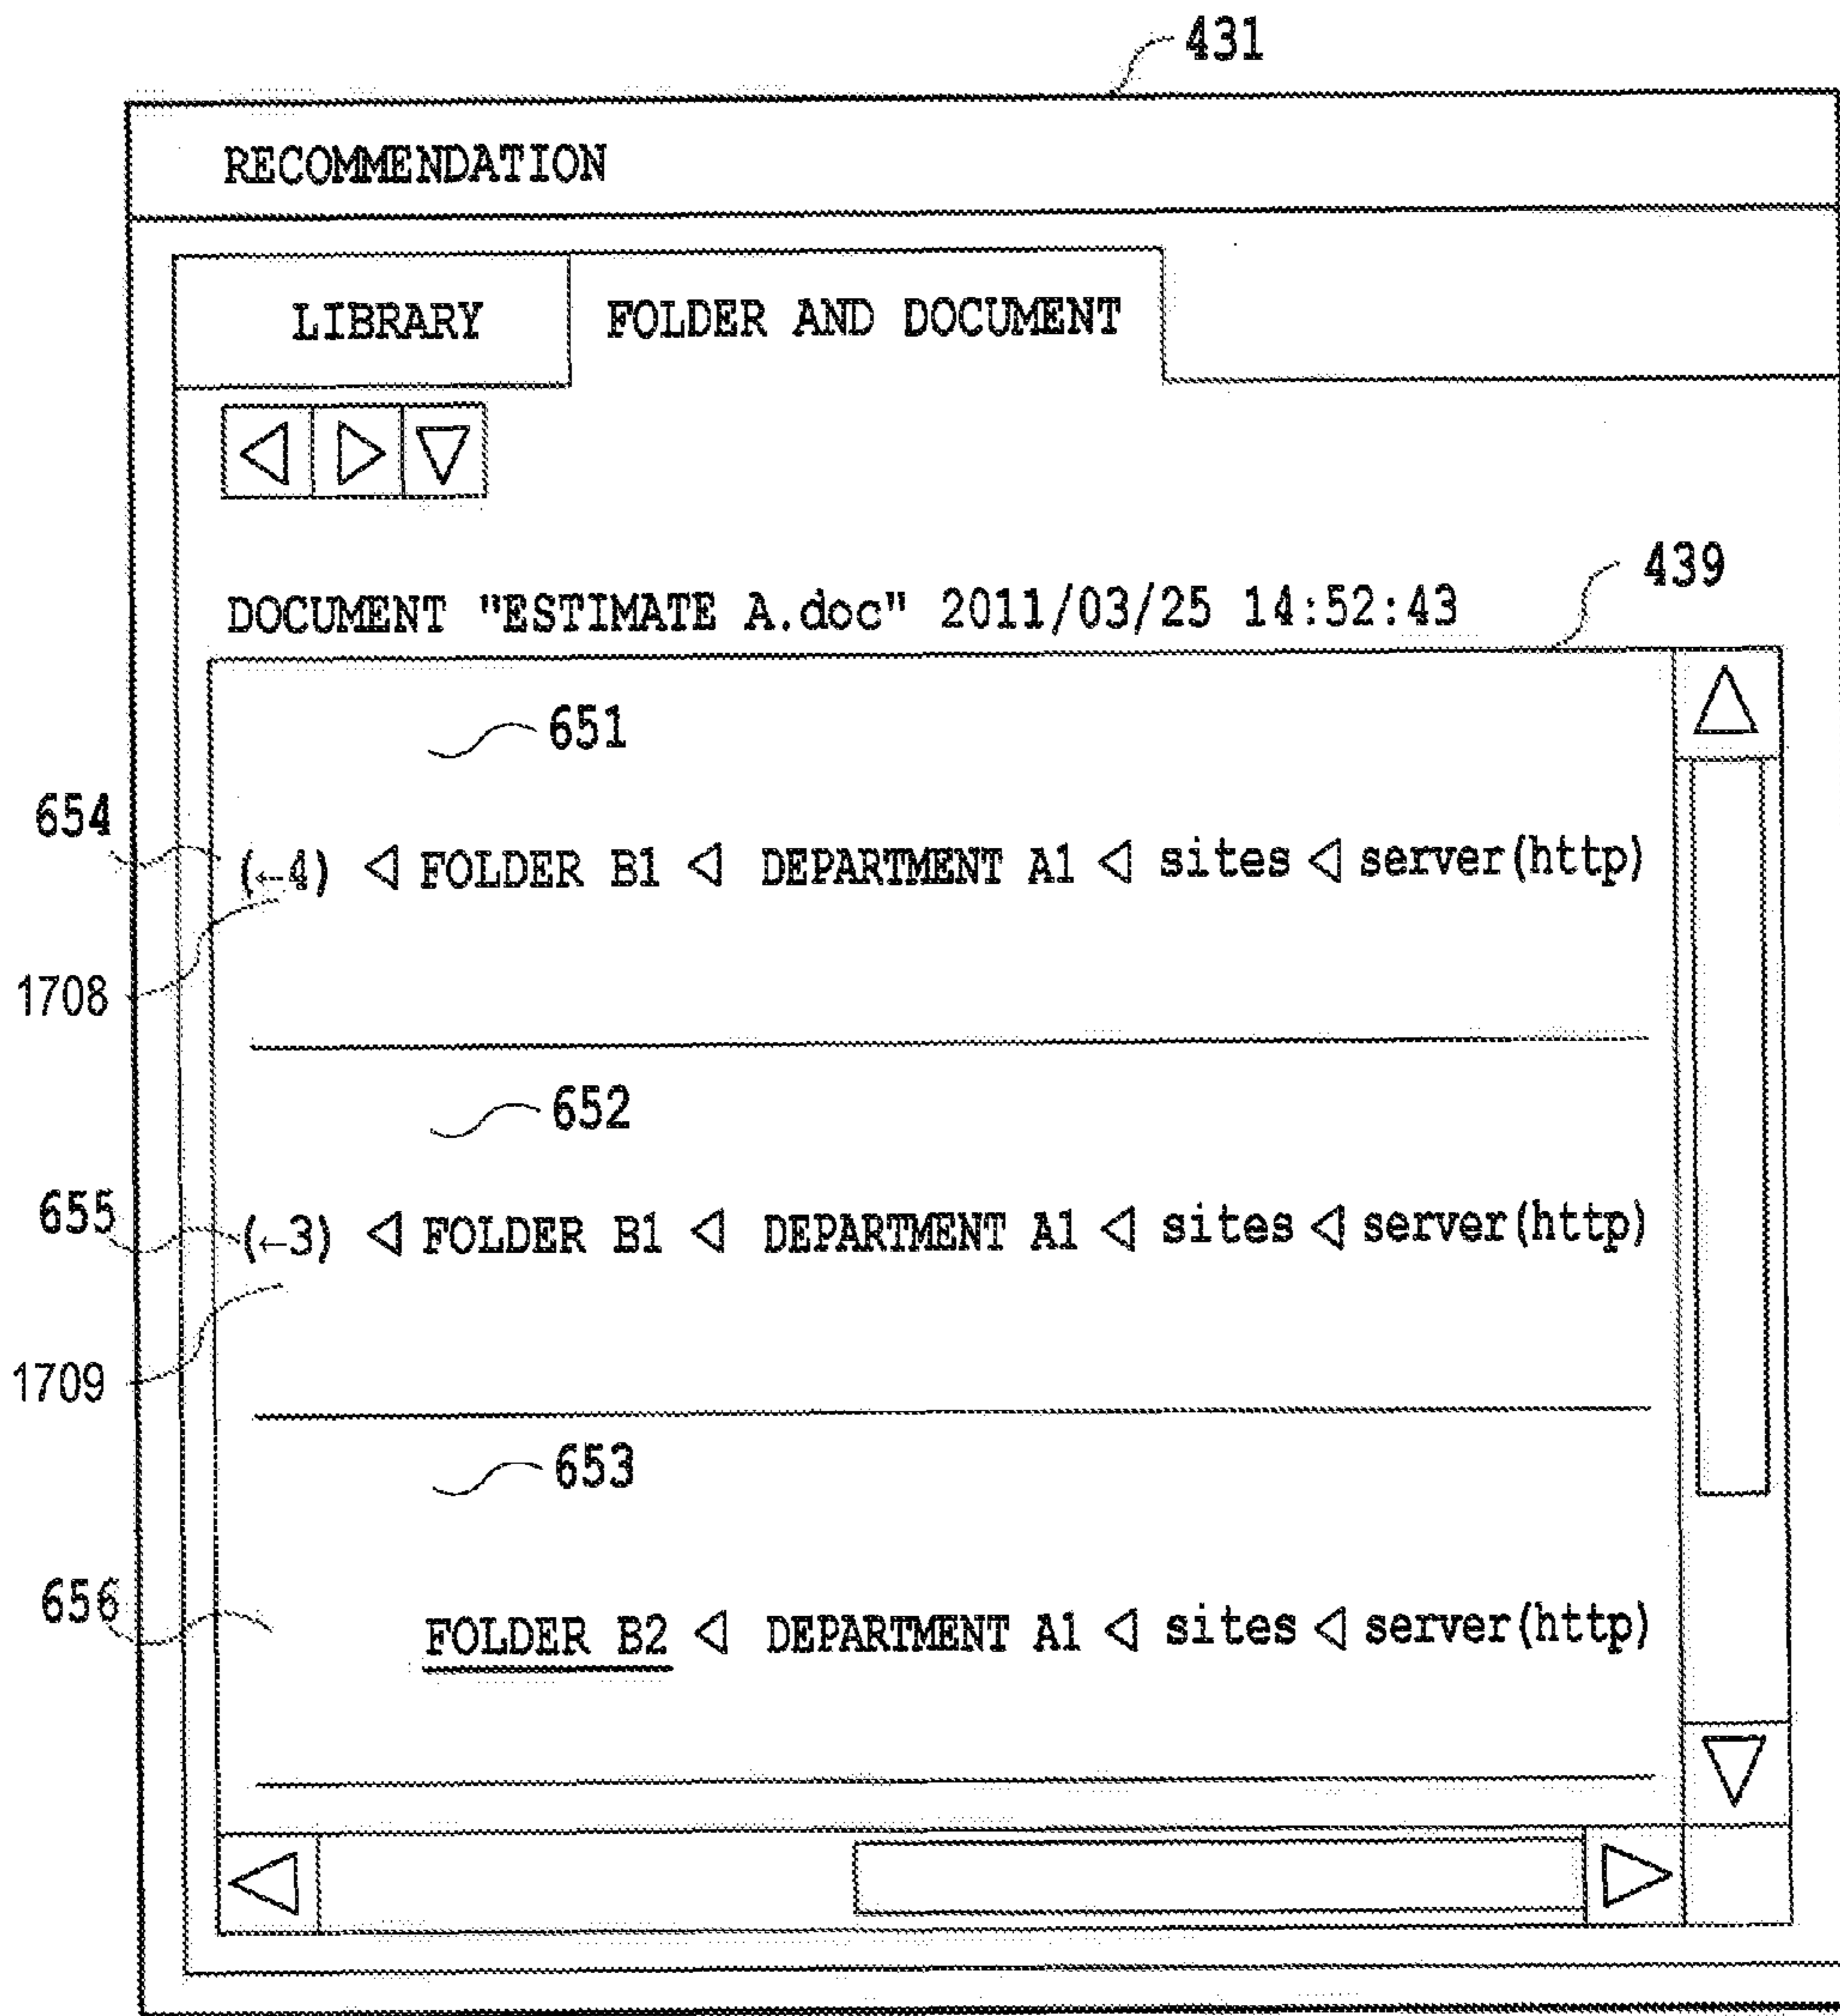 431
RECOMMENDATION
LIBRARY
FOLDER AND DOCUMENT
439
DOCUMENT "ESTIMATE A.doc" 2011/03/25 14:52:43
651
654
(←4) ◁ FOLDER B1 ◁ DEPARTMENT A1 ◁ sites ◁ server(http)
1708
652
655
(←3) ◁ FOLDER B1 ◁ DEPARTMENT A1 ◁ sites ◁ server(http)
1709
653
656
FOLDER B2 ◁ DEPARTMENT A1 ◁ sites ◁ server(http)